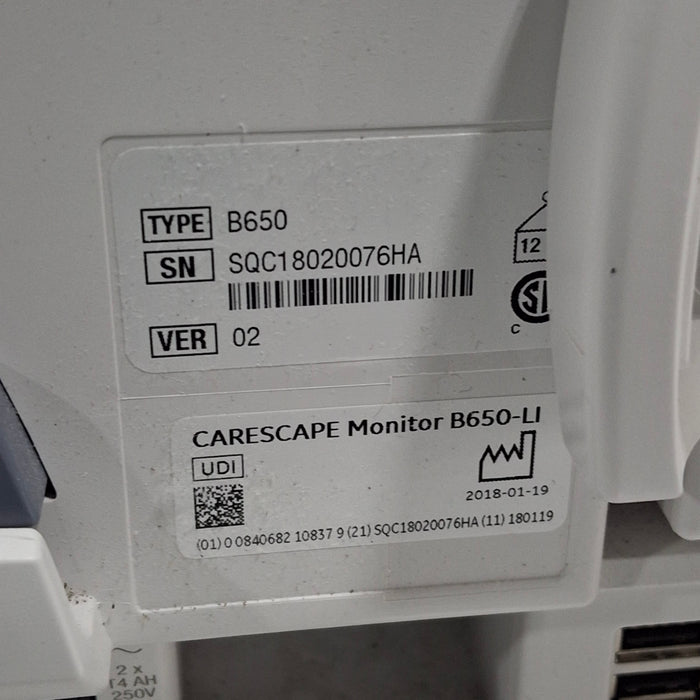 TYPE B650
SN SQC18020076HA
12
C
VER 02
CARESCAPE Monitor B650-LI
UDI
2018-01-19
(01) 0 0840682 10837 9 (21) SQC18020076HA (11) 180119
2 x
T4 AH
250V